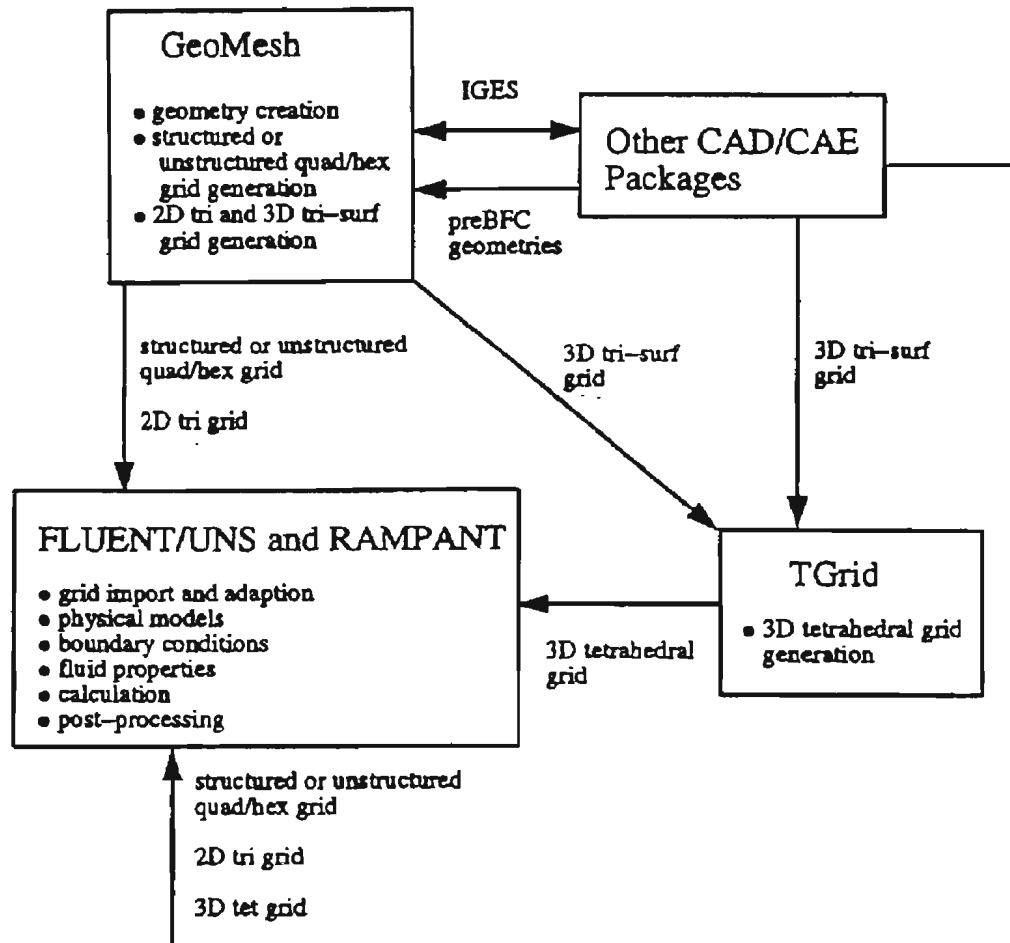 GeoMesh
• geometry creation
• structured or
unstructured quad/hex
grid generation
• 2D tri and 3D tri-surf
grid generation
IGES
Other CAD/CAE
Packages
preBFC
geometries
structured or unstructured
quad/hex grid
2D tri grid
3D tri-surf
grid
3D tri-surf
grid
FLUENT/UNS and RAMPANT
• grid import and adaption
• physical models
• boundary conditions
• fluid properties
• calculation
• post-processing
3D tetrahedral
grid
TGrid
• 3D tetrahedral grid
generation
structured or unstructured
quad/hex grid
2D tri grid
3D tet grid